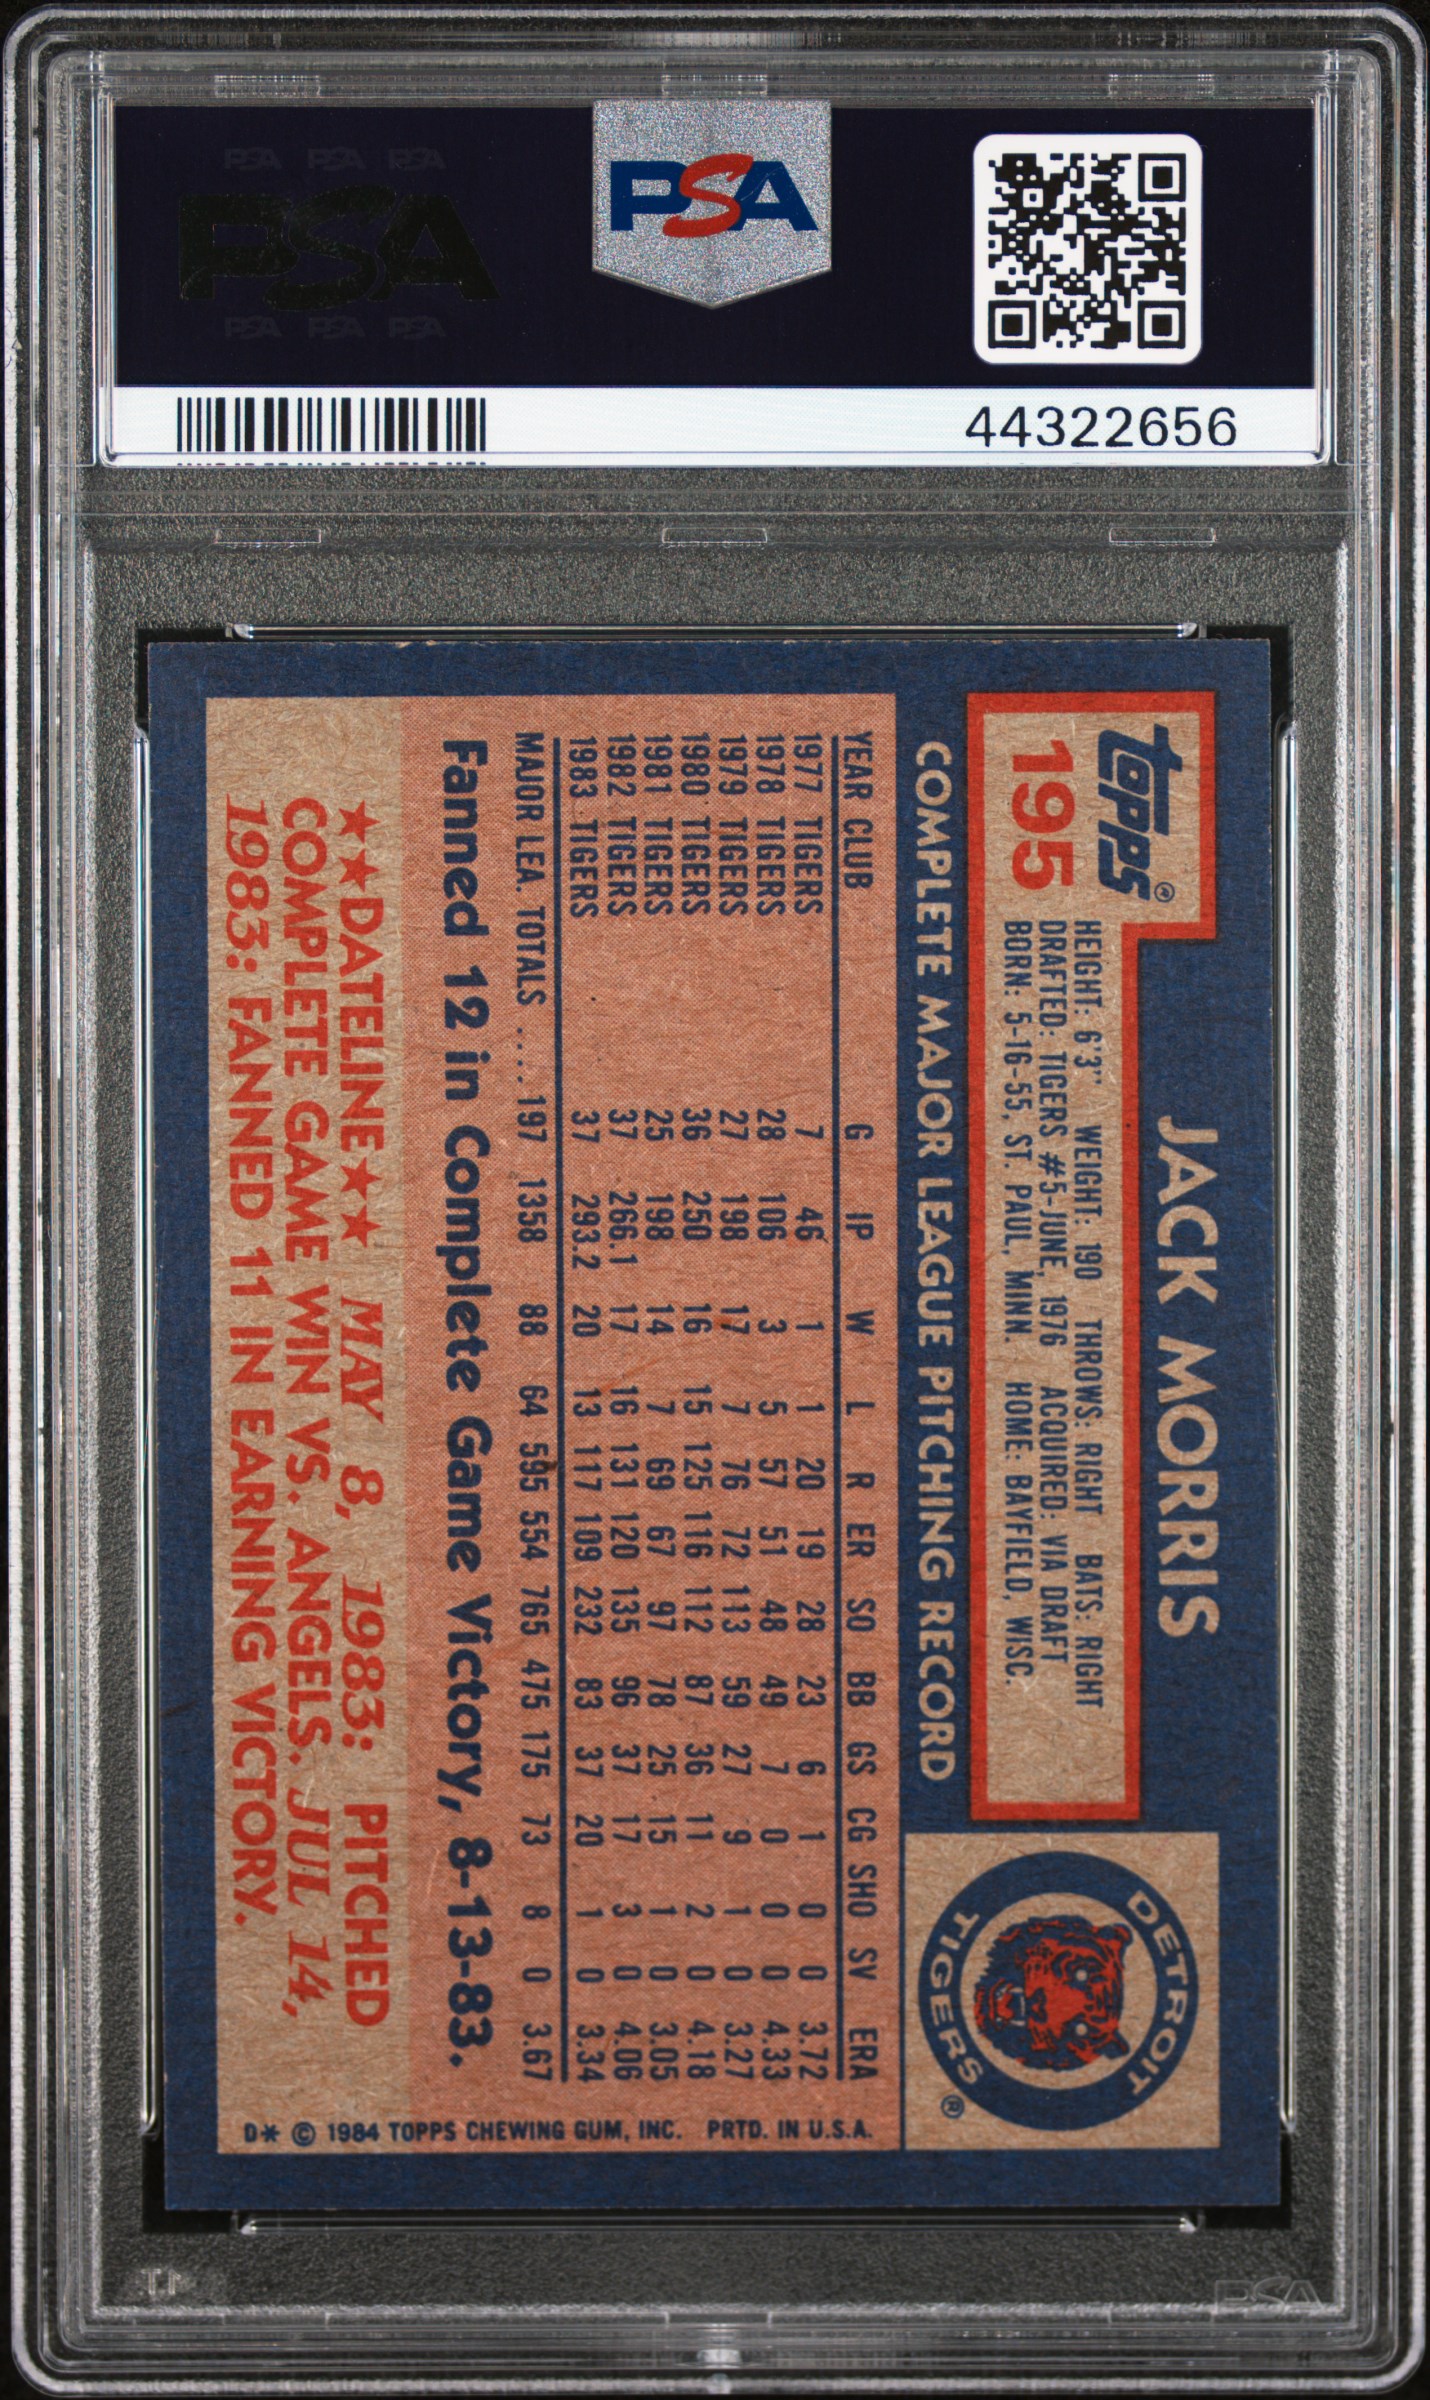 PSA PSA PSA
PSA
PSA PSA PSA
PSA
44322656
JACK MORRIS
Topps®
195
HEIGHT: 6'3" WEIGHT: 190 THROWS: RIGHT BATS: RIGHT
DRAFTED: TIGERS #5-JUNE, 1976 ACQUIRED: VIA DRAFT
BORN: 5-16-55, ST. PAUL, MINN. HOME: BAYFIELD, WISC.
DETROIT
TIGERS ®
COMPLETE MAJOR LEAGUE PITCHING RECORD
YEAR CLUB G IP W L R ER SO BB GS CG SHO SV ERA
1977 TIGERS 7 46 1 1 20 19 28 23 6 1 0 0 3.72
1978 TIGERS 28 106 3 5 57 51 48 49 7 0 0 0 4.33
1979 TIGERS 27 198 17 7 76 72 113 59 27 9 1 0 3.27
1980 TIGERS 36 250 16 15 125 116 112 87 36 11 2 0 4.18
1981 TIGERS 25 198 14 7 69 67 97 78 25 15 1 0 3.05
1982 TIGERS 37 266.1 17 16 131 120 135 96 37 17 3 0 4.06
1983 TIGERS 37 293.2 20 13 117 109 232 83 37 20 1 0 3.34
MAJOR LEA. TOTALS .... 197 1358 88 64 595 554 765 475 175 73 8 0 3.67
Fanned 12 in Complete Game Victory, 8-13-83.
★★DATELINE★★ MAY 8, 1983: PITCHED
COMPLETE GAME WIN VS. ANGELS. JUL 14,
1983: FANNED 11 IN EARNING VICTORY.
D* © 1984 TOPPS CHEWING GUM, INC. PRTD. IN U.S.A.
PSA